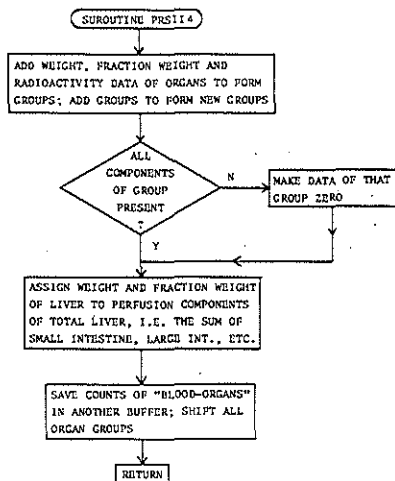 SUROUTINE PRS114
ADD WEIGHT, FRACTION WEIGHT AND
RADIOACTIVITY DATA OF ORGANS TO FORM
GROUPS; ADD GROUPS TO FORM NEW GROUPS
ALL
COMPONENTS
OF GROUP
PRESENT
?
N
MAKE DATA OF THAT
GROUP ZERO
Y
ASSIGN WEIGHT AND FRACTION WEIGHT
OF LIVER TO PERFUSION COMPONENTS
OF TOTAL LIVER, I.E. THE SUM OF
SMALL INTESTINE, LARGE INT., ETC.
SAVE COUNTS OF "BLOOD-ORGANS"
IN ANOTHER BUFFER; SHIFT ALL
ORGAN GROUPS
RETURN